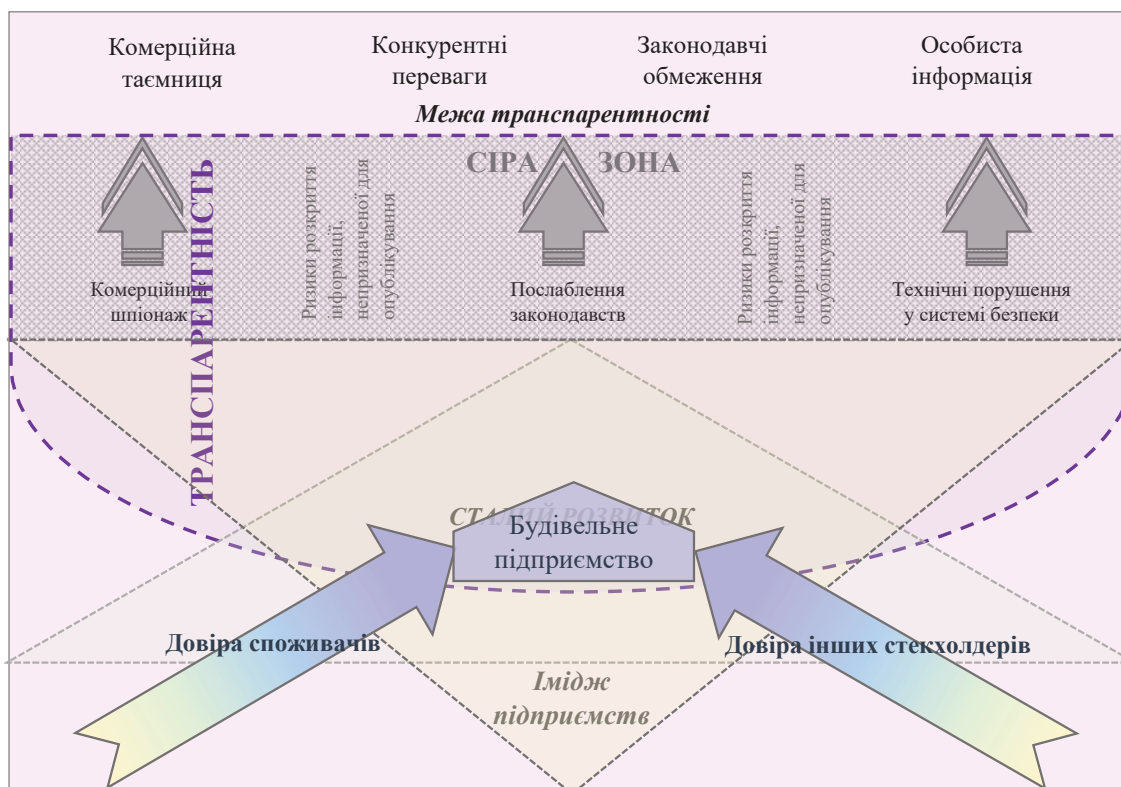 Комерційна
таємниця
Конкурентні
переваги
Законодавчі
обмеження
Особиста
інформація
Межа транспарентності
СІРА ЗОНА
ТРАНСПАРЕНТНІСТЬ
Ризики розкриття
інформації,
непризначеної для
опублікування
Ризики розкриття
інформації,
непризначеної для
опублікування
Комерційний
шпіонаж
Послаблення
законодавств
Технічні порушення
у системі безпеки
СТАЛИЙ РОЗВИТОК
Будівельне
підприємство
Довіра споживачів
Довіра інших стекхолдерів
Імідж
підприємств